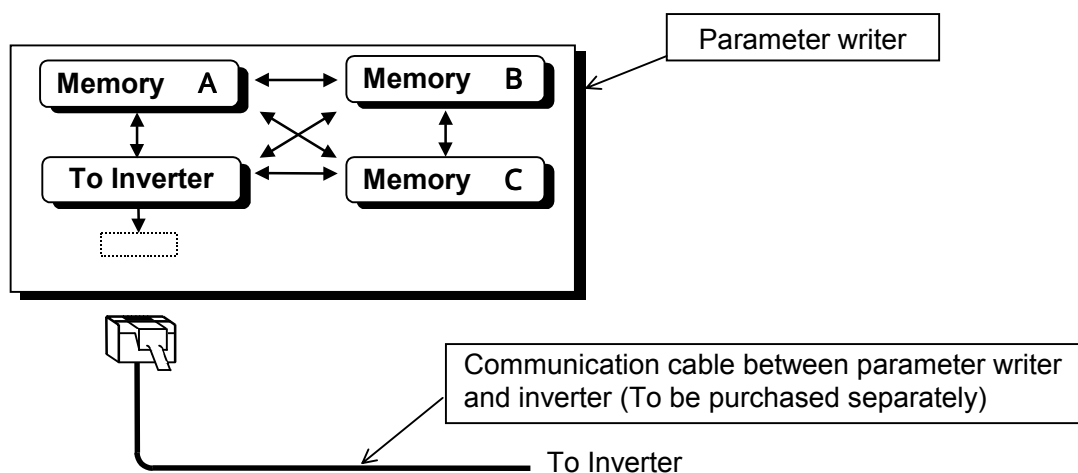 Parameter writer
Memory A
Memory B
To Inverter
Memory C
Communication cable between parameter writer
and inverter (To be purchased separately)
To Inverter